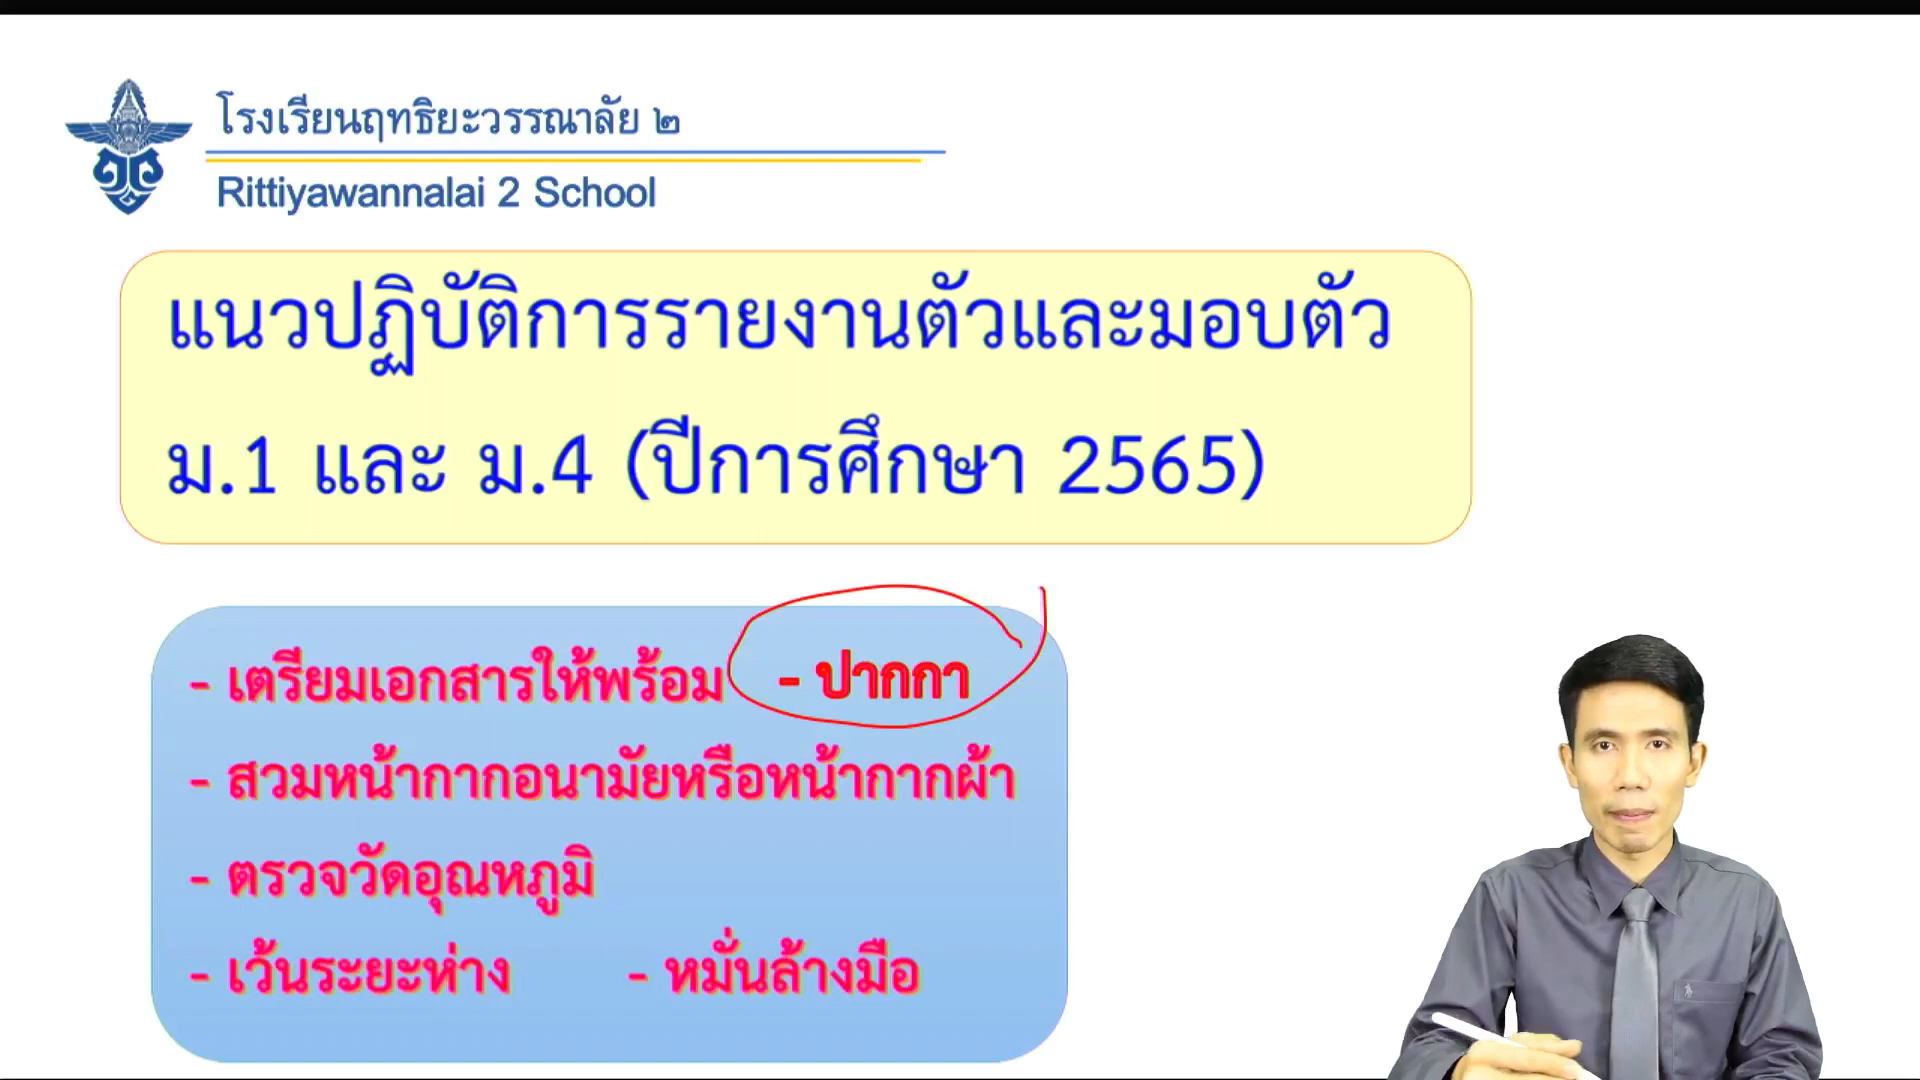 โรงเรียนฤทธิยะวรรณาลัย ๒
Rittiyawannalai 2 School
แนวปฏิบัติการรายงานตัวและมอบตัว
ม.1 และ ม.4 (ปีการศึกษา 2565)
- เตรียมเอกสารให้พร้อม - ปากกา
- สวมหน้ากากอนามัยหรือหน้ากากผ้า
- ตรวจวัดอุณหภูมิ
- เว้นระยะห่าง - หมั่นล้างมือ